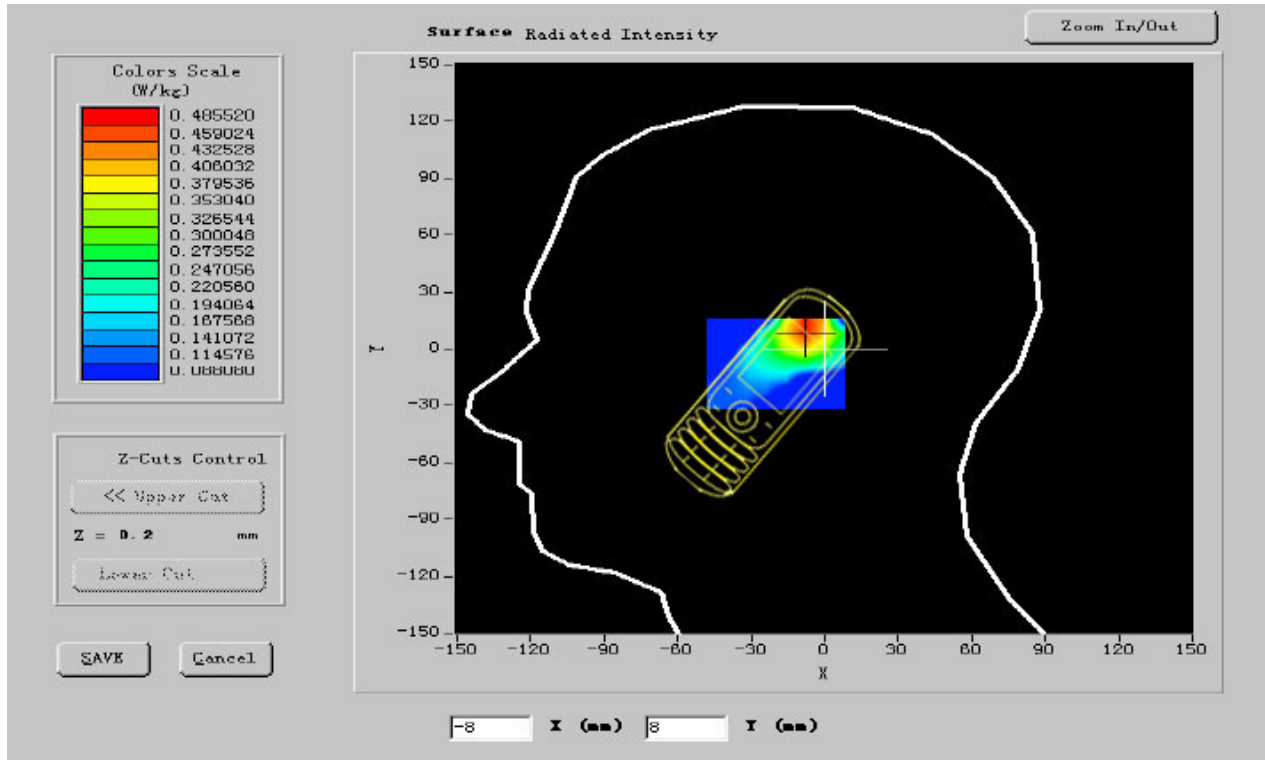 Surface Radiated Intensity
Zoom In/Out
Colors Scale
(W/kg)
0.485520
0.459024
0.432528
0.406032
0.379536
0.353040
0.326544
0.300048
0.273552
0.247056
0.220560
0.194064
0.167568
0.141072
0.114576
0.088080
Z-Cuts Control
<< Upper Cut
Z = 0.2 mm
Lower Cut
SAVE Cancel
150
120
90
60
30
0
-30
-60
-90
-120
-150
Y
-150 -120 -90 -60 -30 0 30 60 90 120 150
X
-8 X (mm) 8 Y (mm)